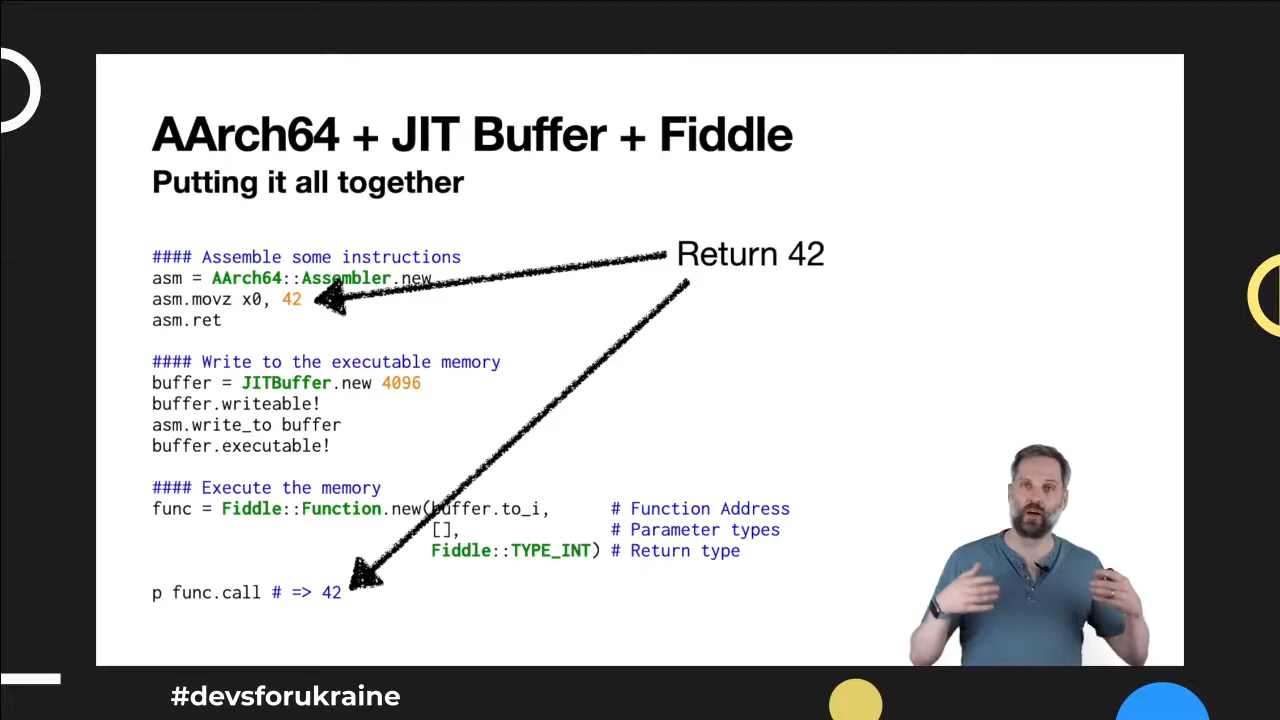 AArch64 + JIT Buffer + Fiddle
Putting it all together
#### Assemble some instructions
asm = AArch64::Assembler.new
asm.movz x0, 42
asm.ret
Return 42
#### Write to the executable memory
buffer = JITBuffer.new 4096
buffer.writeable!
asm.write_to buffer
buffer.executable!
#### Execute the memory
func = Fiddle::Function.new(buffer.to_i, # Function Address
[], # Parameter types
Fiddle::TYPE_INT) # Return type
p func.call # => 42
#devsforukraine